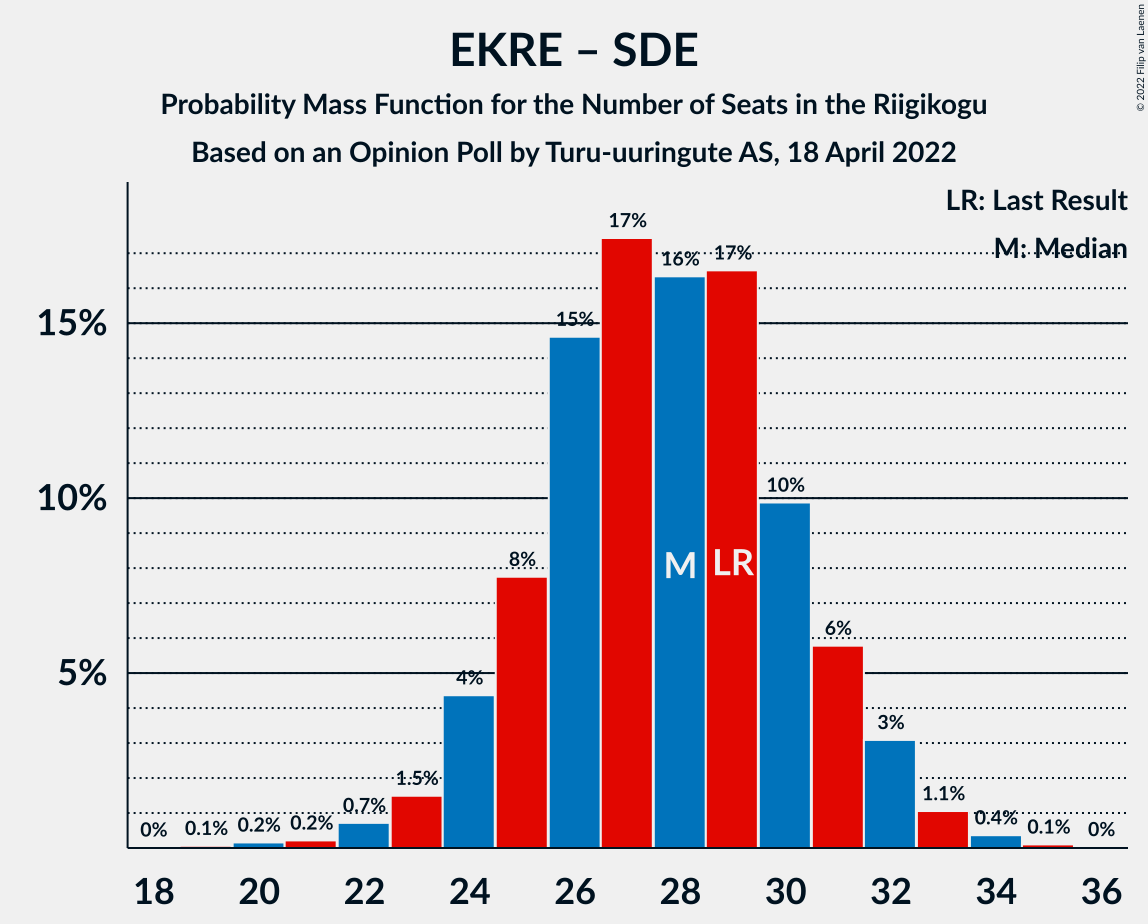 EKRE – SDE
Probability Mass Function for the Number of Seats in the Riigikogu
Based on an Opinion Poll by Turu-uuringute AS, 18 April 2022
© 2022 Filip van Laenen
LR: Last Result
M: Median
15%
10%
5%
0%
0.1%
0.2%
0.2%
0.7%
1.5%
4%
8%
15%
17%
16%
17%
10%
6%
3%
1.1%
0.4%
0.1%
0%
M
LR
18 20 22 24 26 28 30 32 34 36